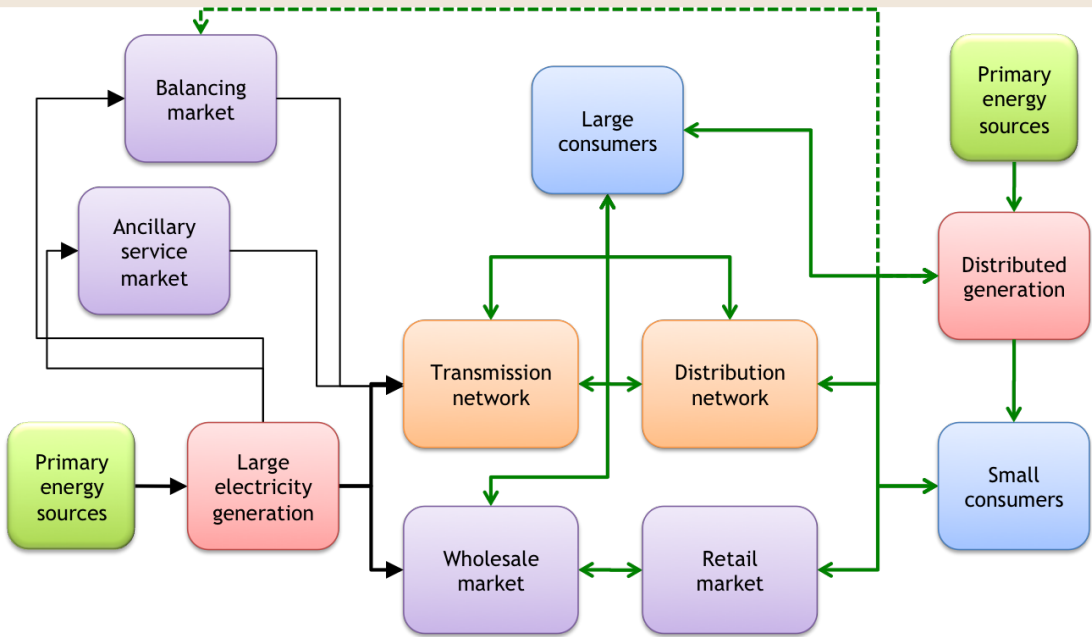 Balancing
market
Large
consumers
Primary
energy
sources
Ancillary
service
market
Distributed
generation
Transmission
network
Distribution
network
Primary
energy
sources
Large
electricity
generation
Small
consumers
Wholesale
market
Retail
market